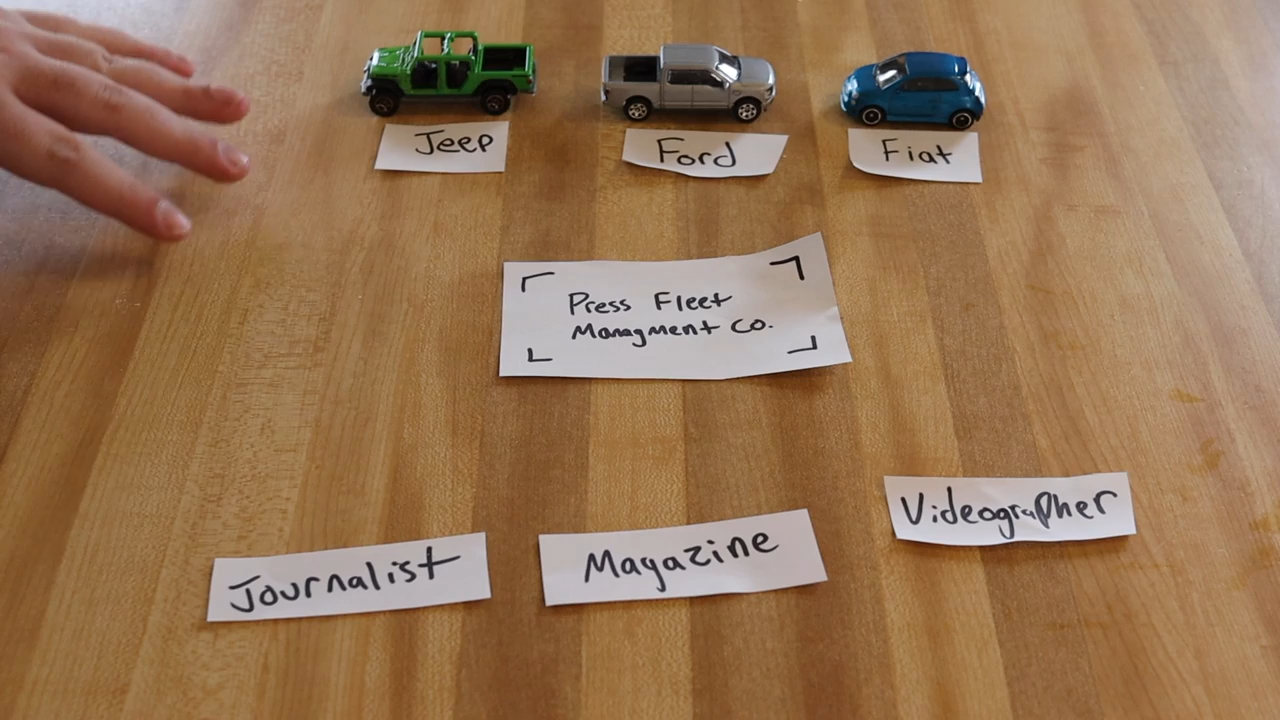 Jeep
Ford
Fiat
Press Fleet
Managment Co.
Videographer
Journalist
Magazine